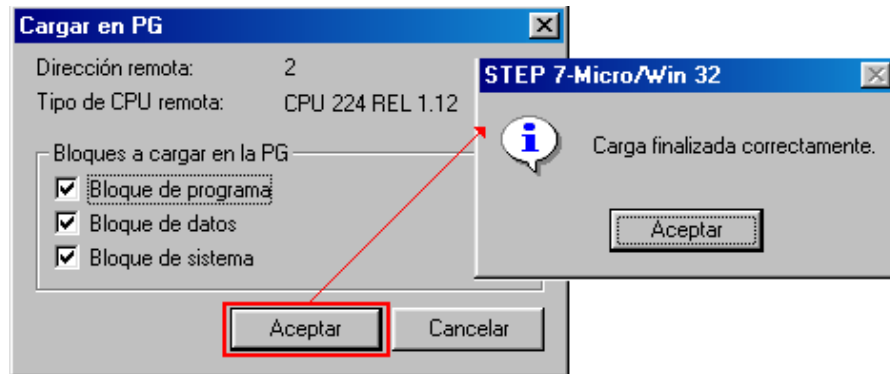 Cargar en PG
Dirección remota: 2
Tipo de CPU remota: CPU 224 REL 1.12
Bloques a cargar en la PG
Bloque de programa
Bloque de datos
Bloque de sistema
Aceptar Cancelar
STEP 7-Micro/Win 32
Carga finalizada correctamente.
Aceptar